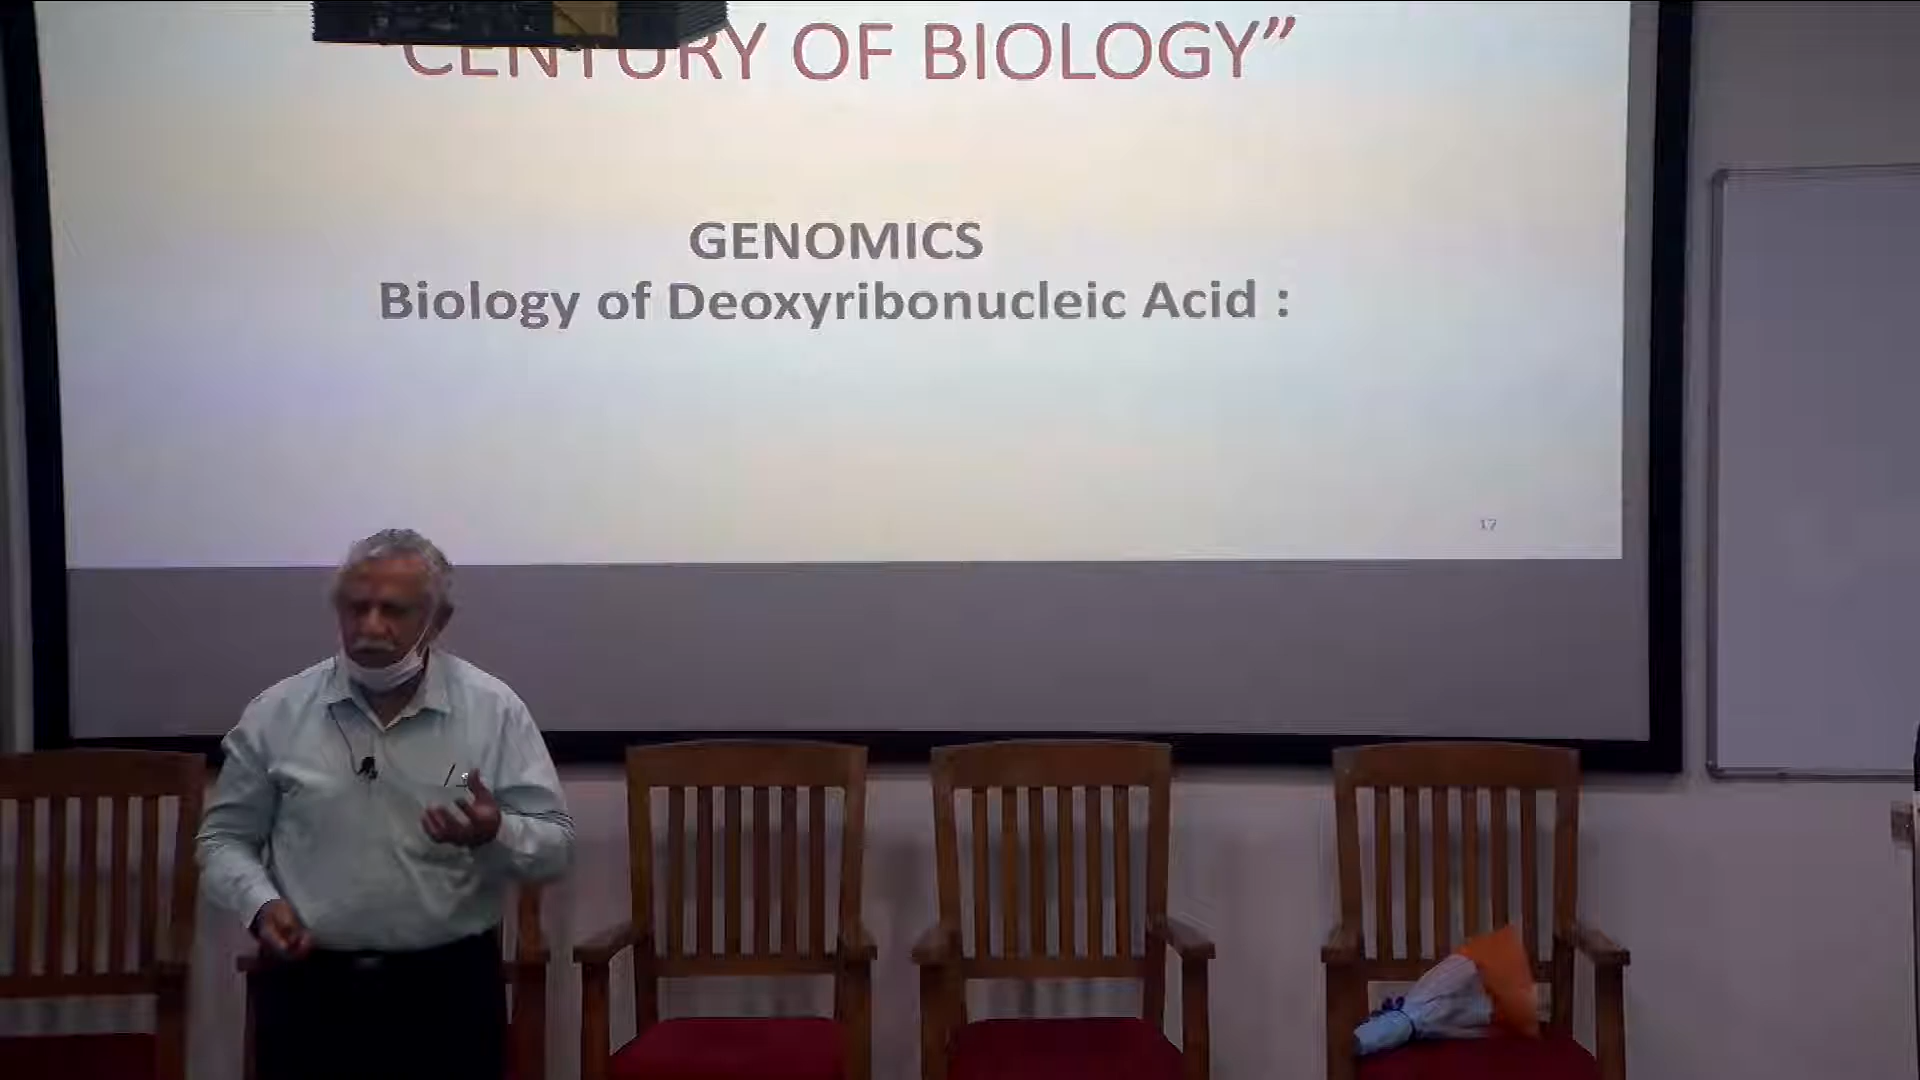 CENTURY OF BIOLOGY”
GENOMICS
Biology of Deoxyribonucleic Acid :
17